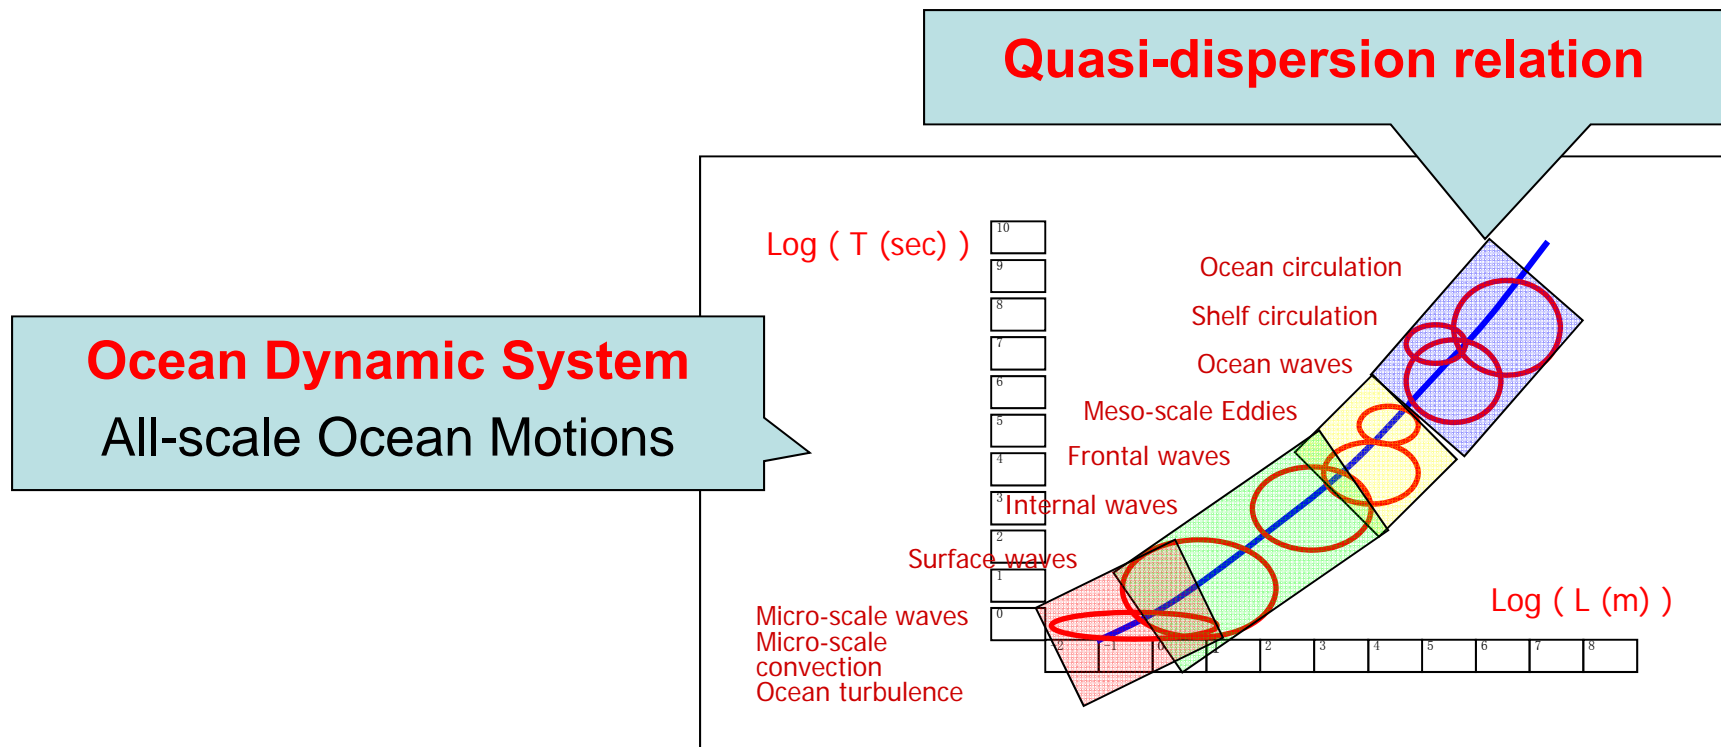 Quasi-dispersion relation
Log ( T (sec) )
10
9
8
7
6
5
4
3
2
1
0
Ocean circulation
Shelf circulation
Ocean waves
Meso-scale Eddies
Frontal waves
Internal waves
Surface waves
Micro-scale waves
Micro-scale
convection
Ocean turbulence
Ocean Dynamic System
All-scale Ocean Motions
Log ( L (m) )
-2 -1 0 1 2 3 4 5 6 7 8